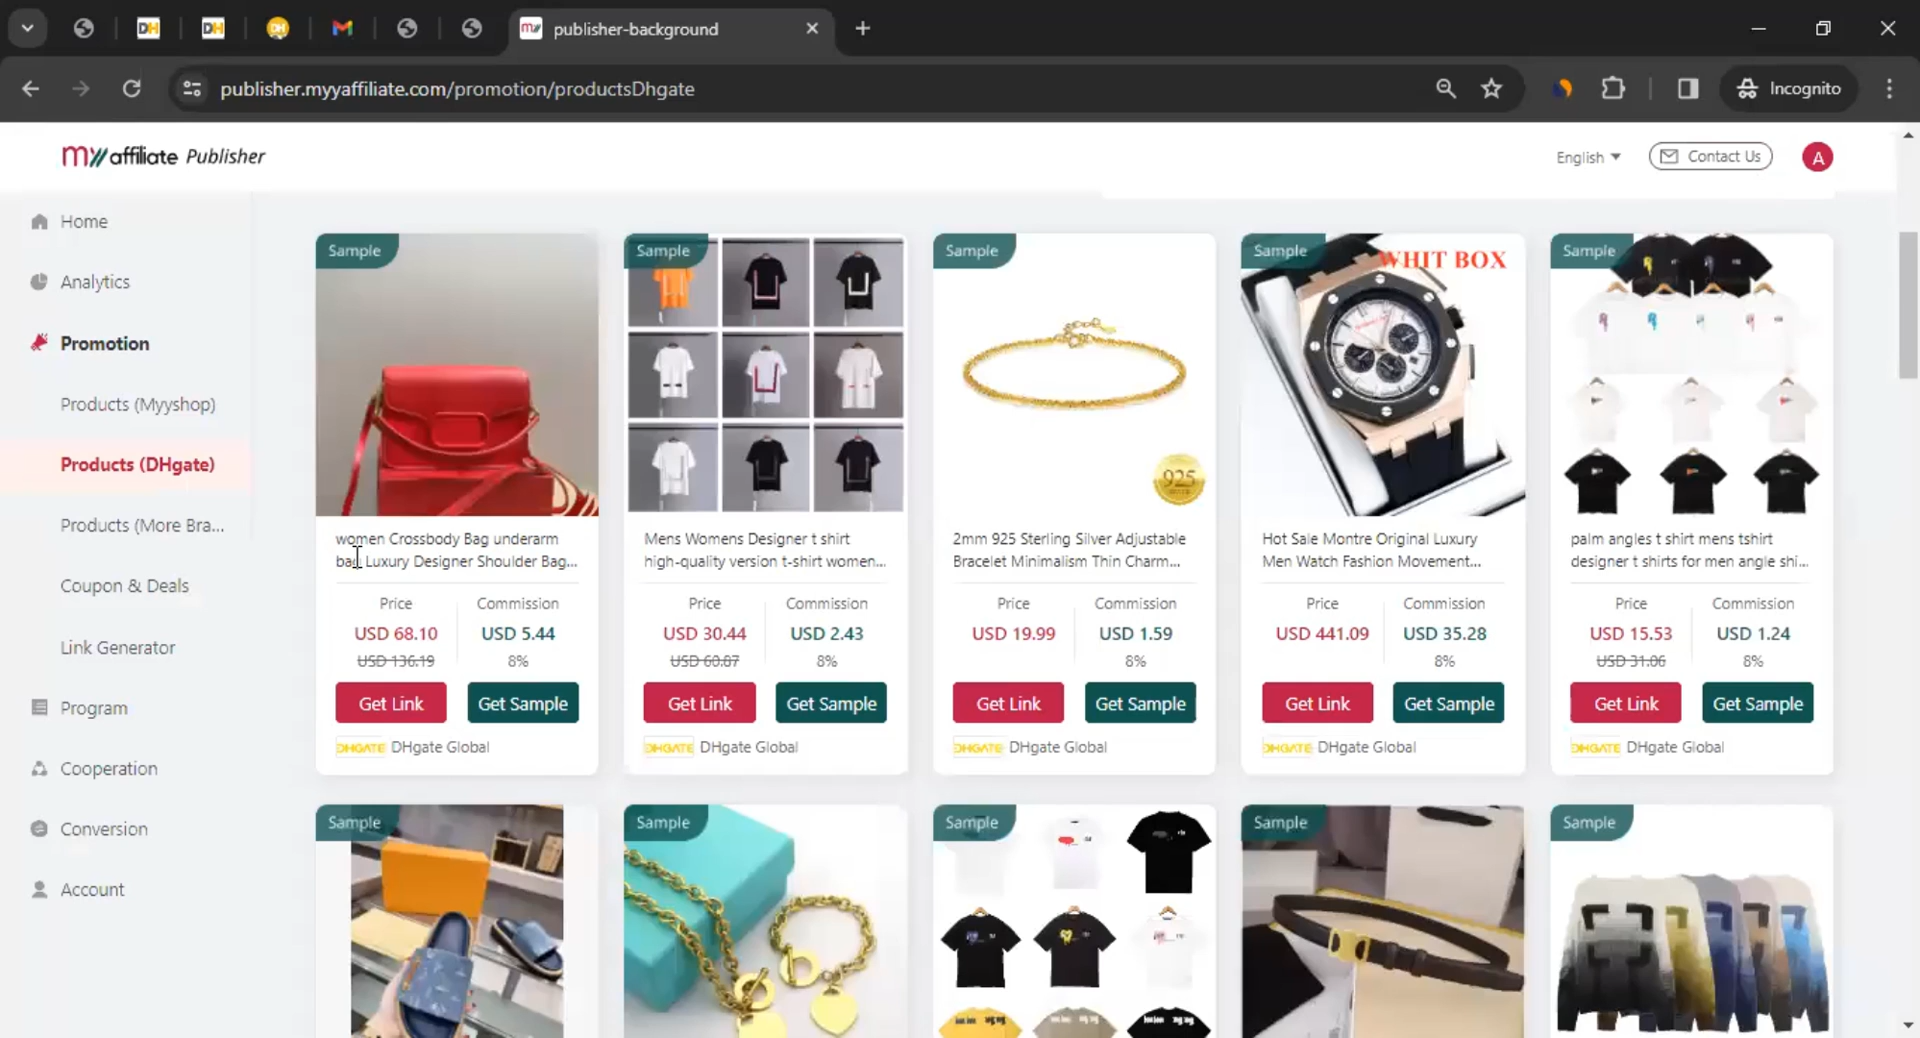 publisher-background
publisher.myyaffiliate.com/promotion/productsDhgate
Incognito
myy affiliate Publisher
English
Contact Us
A
Home
Analytics
Promotion
Products (Myyshop)
Products (DHgate)
Products (More Bra...
Coupon & Deals
Link Generator
Program
Cooperation
Conversion
Account
Sample
women Crossbody Bag underarm
bag Luxury Designer Shoulder Bag...
Price
Commission
USD 68.10
USD 5.44
USD 136.19
8%
Get Link
Get Sample
DHGATE DHgate Global
Sample
Mens Womens Designer t shirt
high-quality version t-shirt women...
Price
Commission
USD 30.44
USD 2.43
USD 60.87
8%
Get Link
Get Sample
DHGATE DHgate Global
Sample
925
2mm 925 Sterling Silver Adjustable
Bracelet Minimalism Thin Charm...
Price
Commission
USD 19.99
USD 1.59
8%
Get Link
Get Sample
DHGATE DHgate Global
Sample
WHIT BOX
Hot Sale Montre Original Luxury
Men Watch Fashion Movement...
Price
Commission
USD 441.09
USD 35.28
8%
Get Link
Get Sample
DHGATE DHgate Global
Sample
palm angles t shirt mens tshirt
designer t shirts for men angle shi...
Price
Commission
USD 15.53
USD 1.24
USD 31.06
8%
Get Link
Get Sample
DHGATE DHgate Global
Sample
Sample
Sample
Sample
Sample